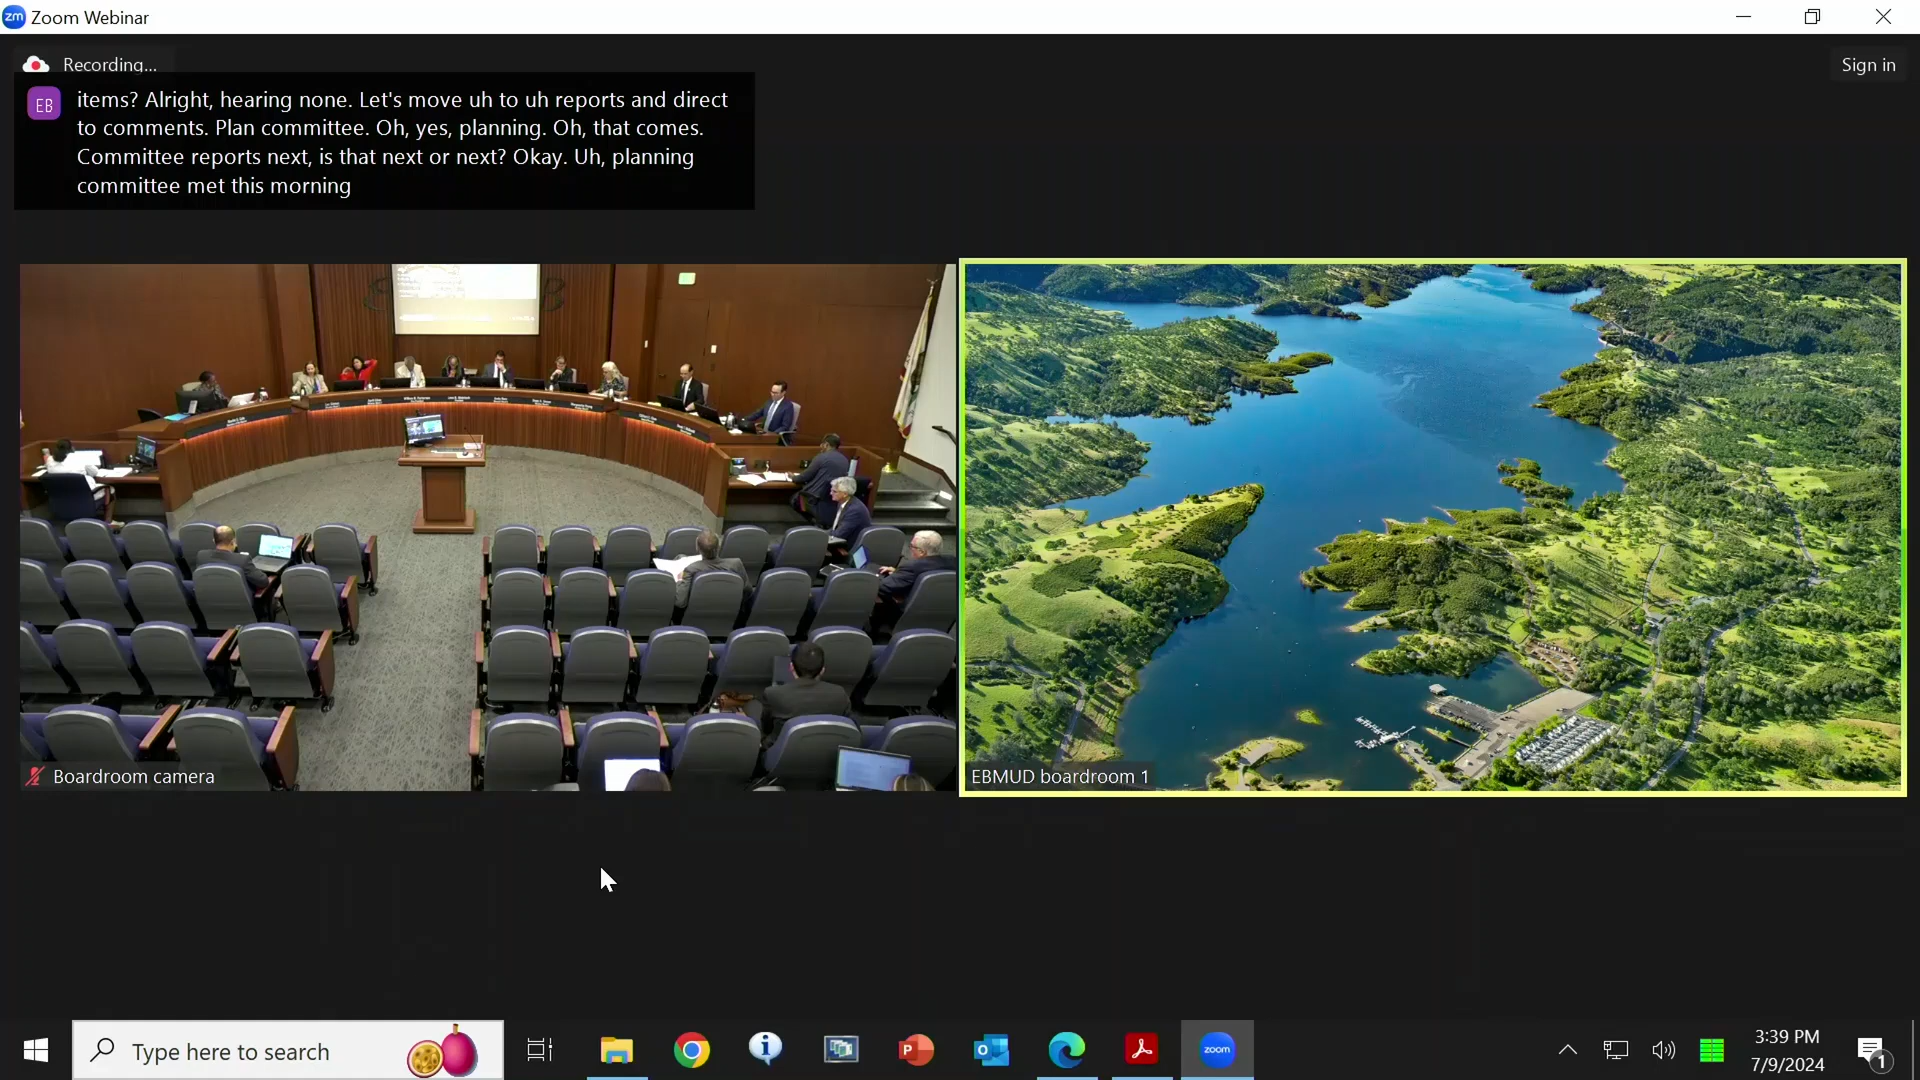 zm Zoom Webinar
Recording...
Sign in
EB
items? Alright, hearing none. Let's move uh to uh reports and direct
to comments. Plan committee. Oh, yes, planning. Oh, that comes.
Committee reports next, is that next or next? Okay. Uh, planning
committee met this morning
Boardroom camera
EBMUD boardroom 1
Type here to search
zoom
3:39 PM
7/9/2024
1